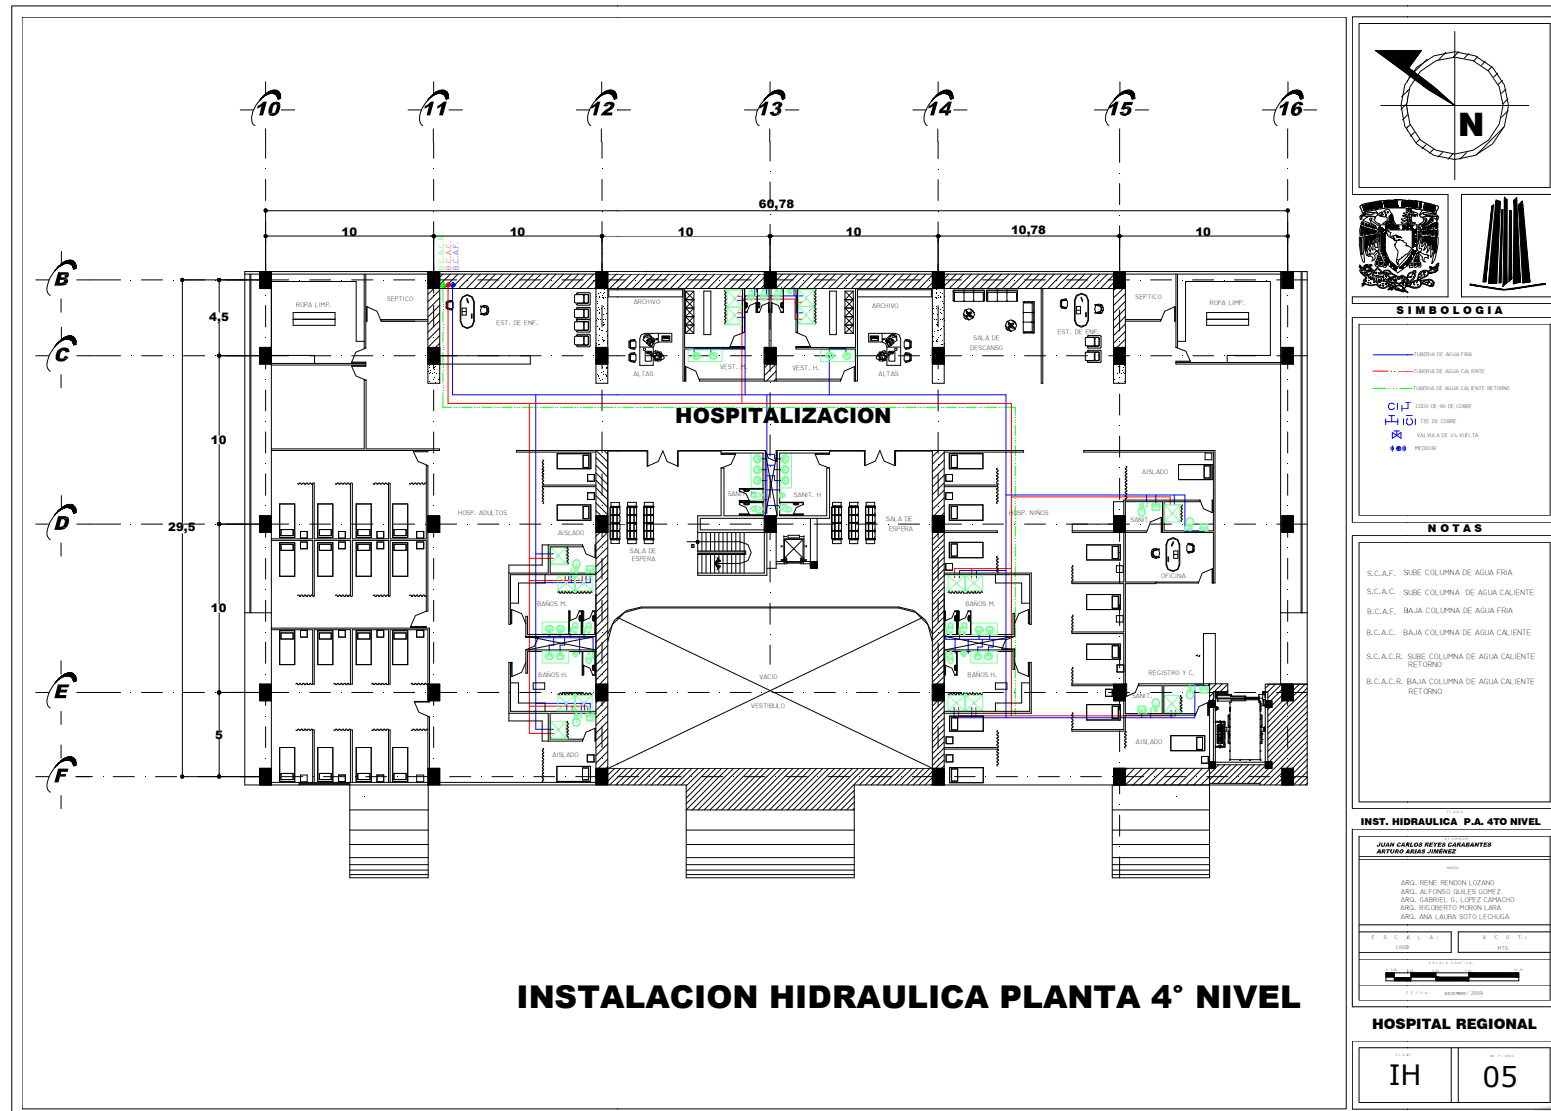 10 11 12 13 14 15 16
60,78
10 10 10 10 10,78 10
B.C.A.C.R.
B.C.A.C.
B.C.A.F.
B
C
D
E
F
4,5
10
29,5
10
5
ROPA LIMP.
SEPTICO
EST. DE ENF.
ARCHIVO
ALTAS
VEST. M.
VEST. H.
ARCHIVO
ALTAS
SALA DE
DESCANSO
EST. DE ENF.
SEPTICO
ROPA LIMP.
HOSPITALIZACION
HOSP. ADULTOS
AISLADO
SALA DE
ESPERA
SANIT. H
SALA DE
ESPERA
HOSP. NIÑOS
AISLADO
SANIT.
OFICINA
BAÑOS M.
BAÑOS H.
AISLADO
VACIO
VESTIBULO
BAÑOS M.
BAÑOS H.
REGISTRO Y C.
SANIT.
AISLADO
INSTALACION HIDRAULICA PLANTA 4° NIVEL
N
SIMBOLOGIA
TUBERIA DE AGUA FRIA
TUBERIA DE AGUA CALIENTE
TUBERIA DE AGUA CALIENTE RETORNO
CODO DE 90 DE COBRE
TEE DE COBRE
VALVULA DE 1/4 VUELTA
MEDIDOR
NOTAS
S.C.A.F. SUBE COLUMNA DE AGUA FRIA
S.C.A.C. SUBE COLUMNA DE AGUA CALIENTE
B.C.A.F. BAJA COLUMNA DE AGUA FRIA
B.C.A.C. BAJA COLUMNA DE AGUA CALIENTE
S.C.A.C.R. SUBE COLUMNA DE AGUA CALIENTE
RETORNO
B.C.A.C.R. BAJA COLUMNA DE AGUA CALIENTE
RETORNO
INST. HIDRAULICA P.A. 4TO NIVEL
JUAN CARLOS REYES CARABANTES
ARTURO ARIAS JIMÉNEZ
ARQ. RENE RENDON LOZANO
ARQ. ALFONSO QUILES GOMEZ
ARQ. GABRIEL G. LOPEZ CAMACHO
ARQ. RIGOBERTO MORON LARA
ARQ. ANA LAURA SOTO LECHUGA
ESCALA: ACOT.:
MTS
HOSPITAL REGIONAL
IH 05